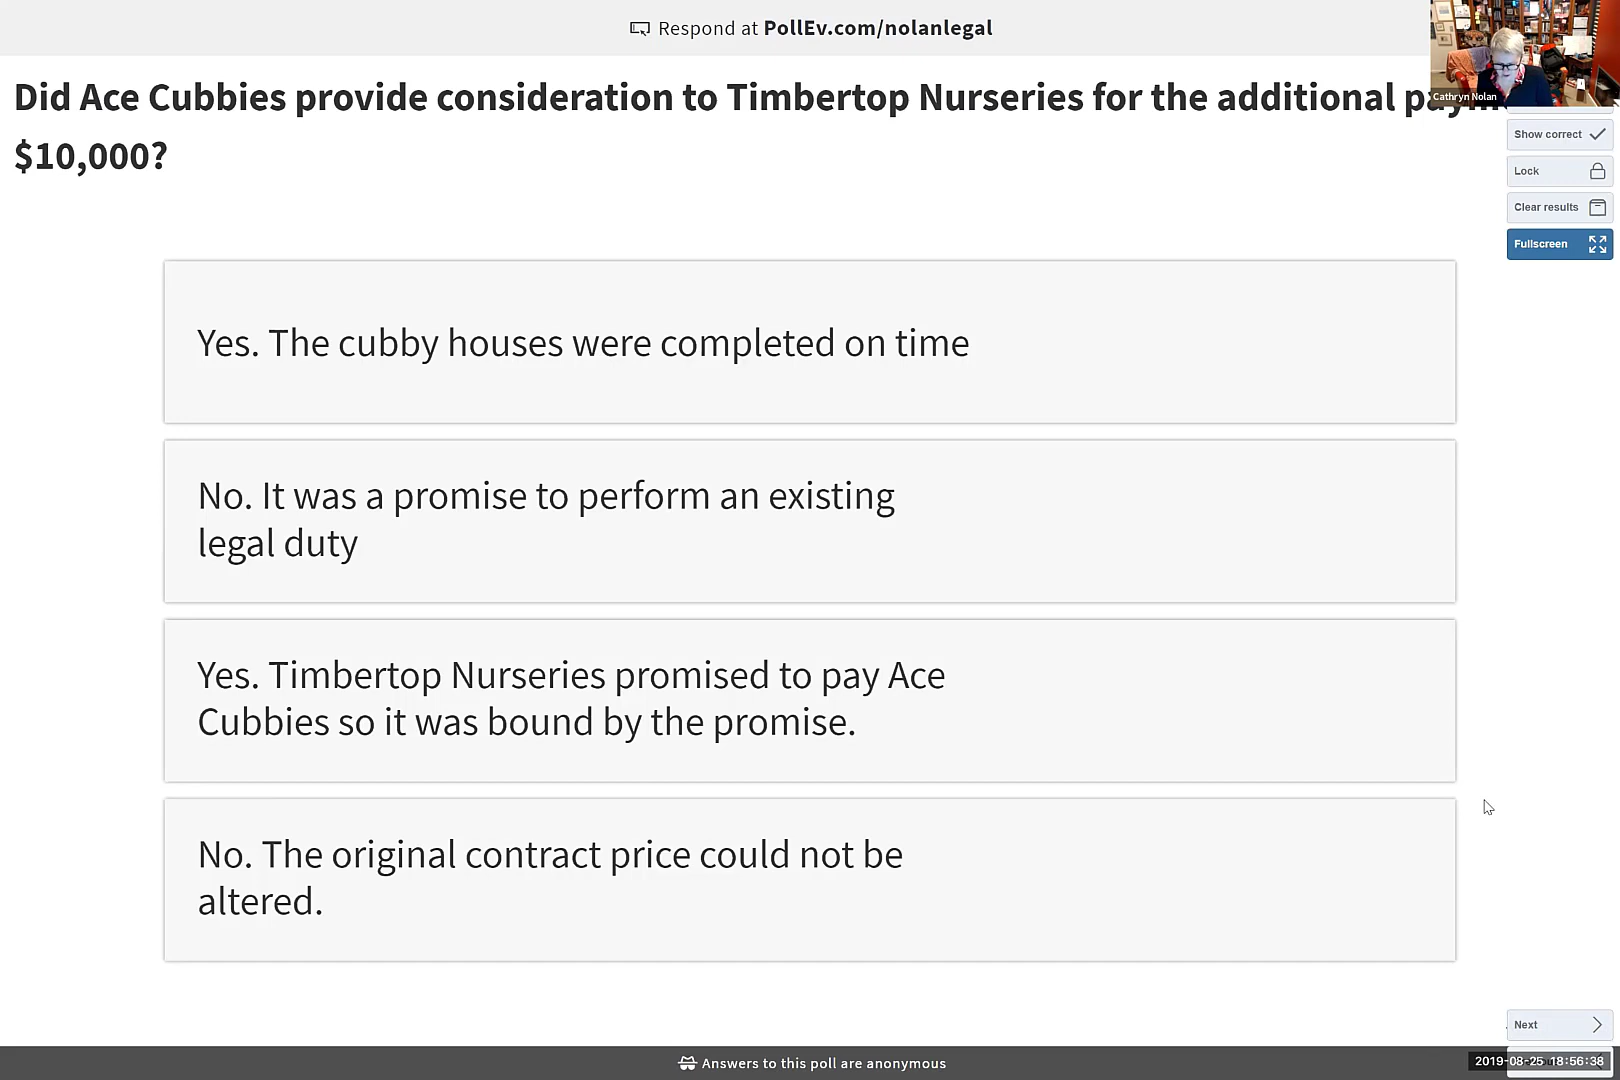 Respond at PollEv.com/nolanlegal
Did Ace Cubbies provide consideration to Timbertop Nurseries for the additional
$10,000?
Cathryn Nolan
Show correct
Lock
Clear results
Fullscreen
Yes. The cubby houses were completed on time
No. It was a promise to perform an existing
legal duty
Yes. Timbertop Nurseries promised to pay Ace
Cubbies so it was bound by the promise.
No. The original contract price could not be
altered.
Next
Answers to this poll are anonymous
2019-08-25 18:56:38